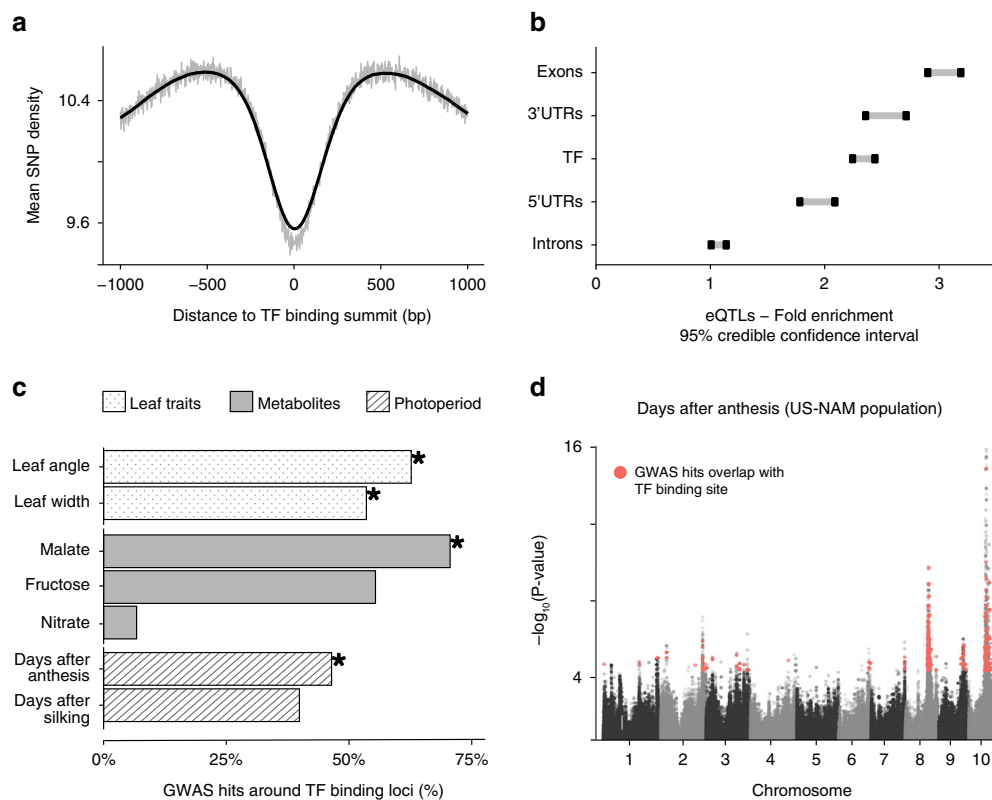 a
Mean SNP density
10.4
9.6
−1000
−500
0
500
1000
Distance to TF binding summit (bp)
b
Exons
3'UTRs
TF
5'UTRs
Introns
0
1
2
3
eQTLs – Fold enrichment
95% credible confidence interval
c
Leaf traits
Metabolites
Photoperiod
Leaf angle
Leaf width
Malate
Fructose
Nitrate
Days after
anthesis
Days after
silking
0%
25%
50%
75%
GWAS hits around TF binding loci (%)
d
Days after anthesis (US-NAM population)
16
4
−log10(P-value)
GWAS hits overlap with
TF binding site
1
2
3
4
5
6
7
8
9
10
Chromosome